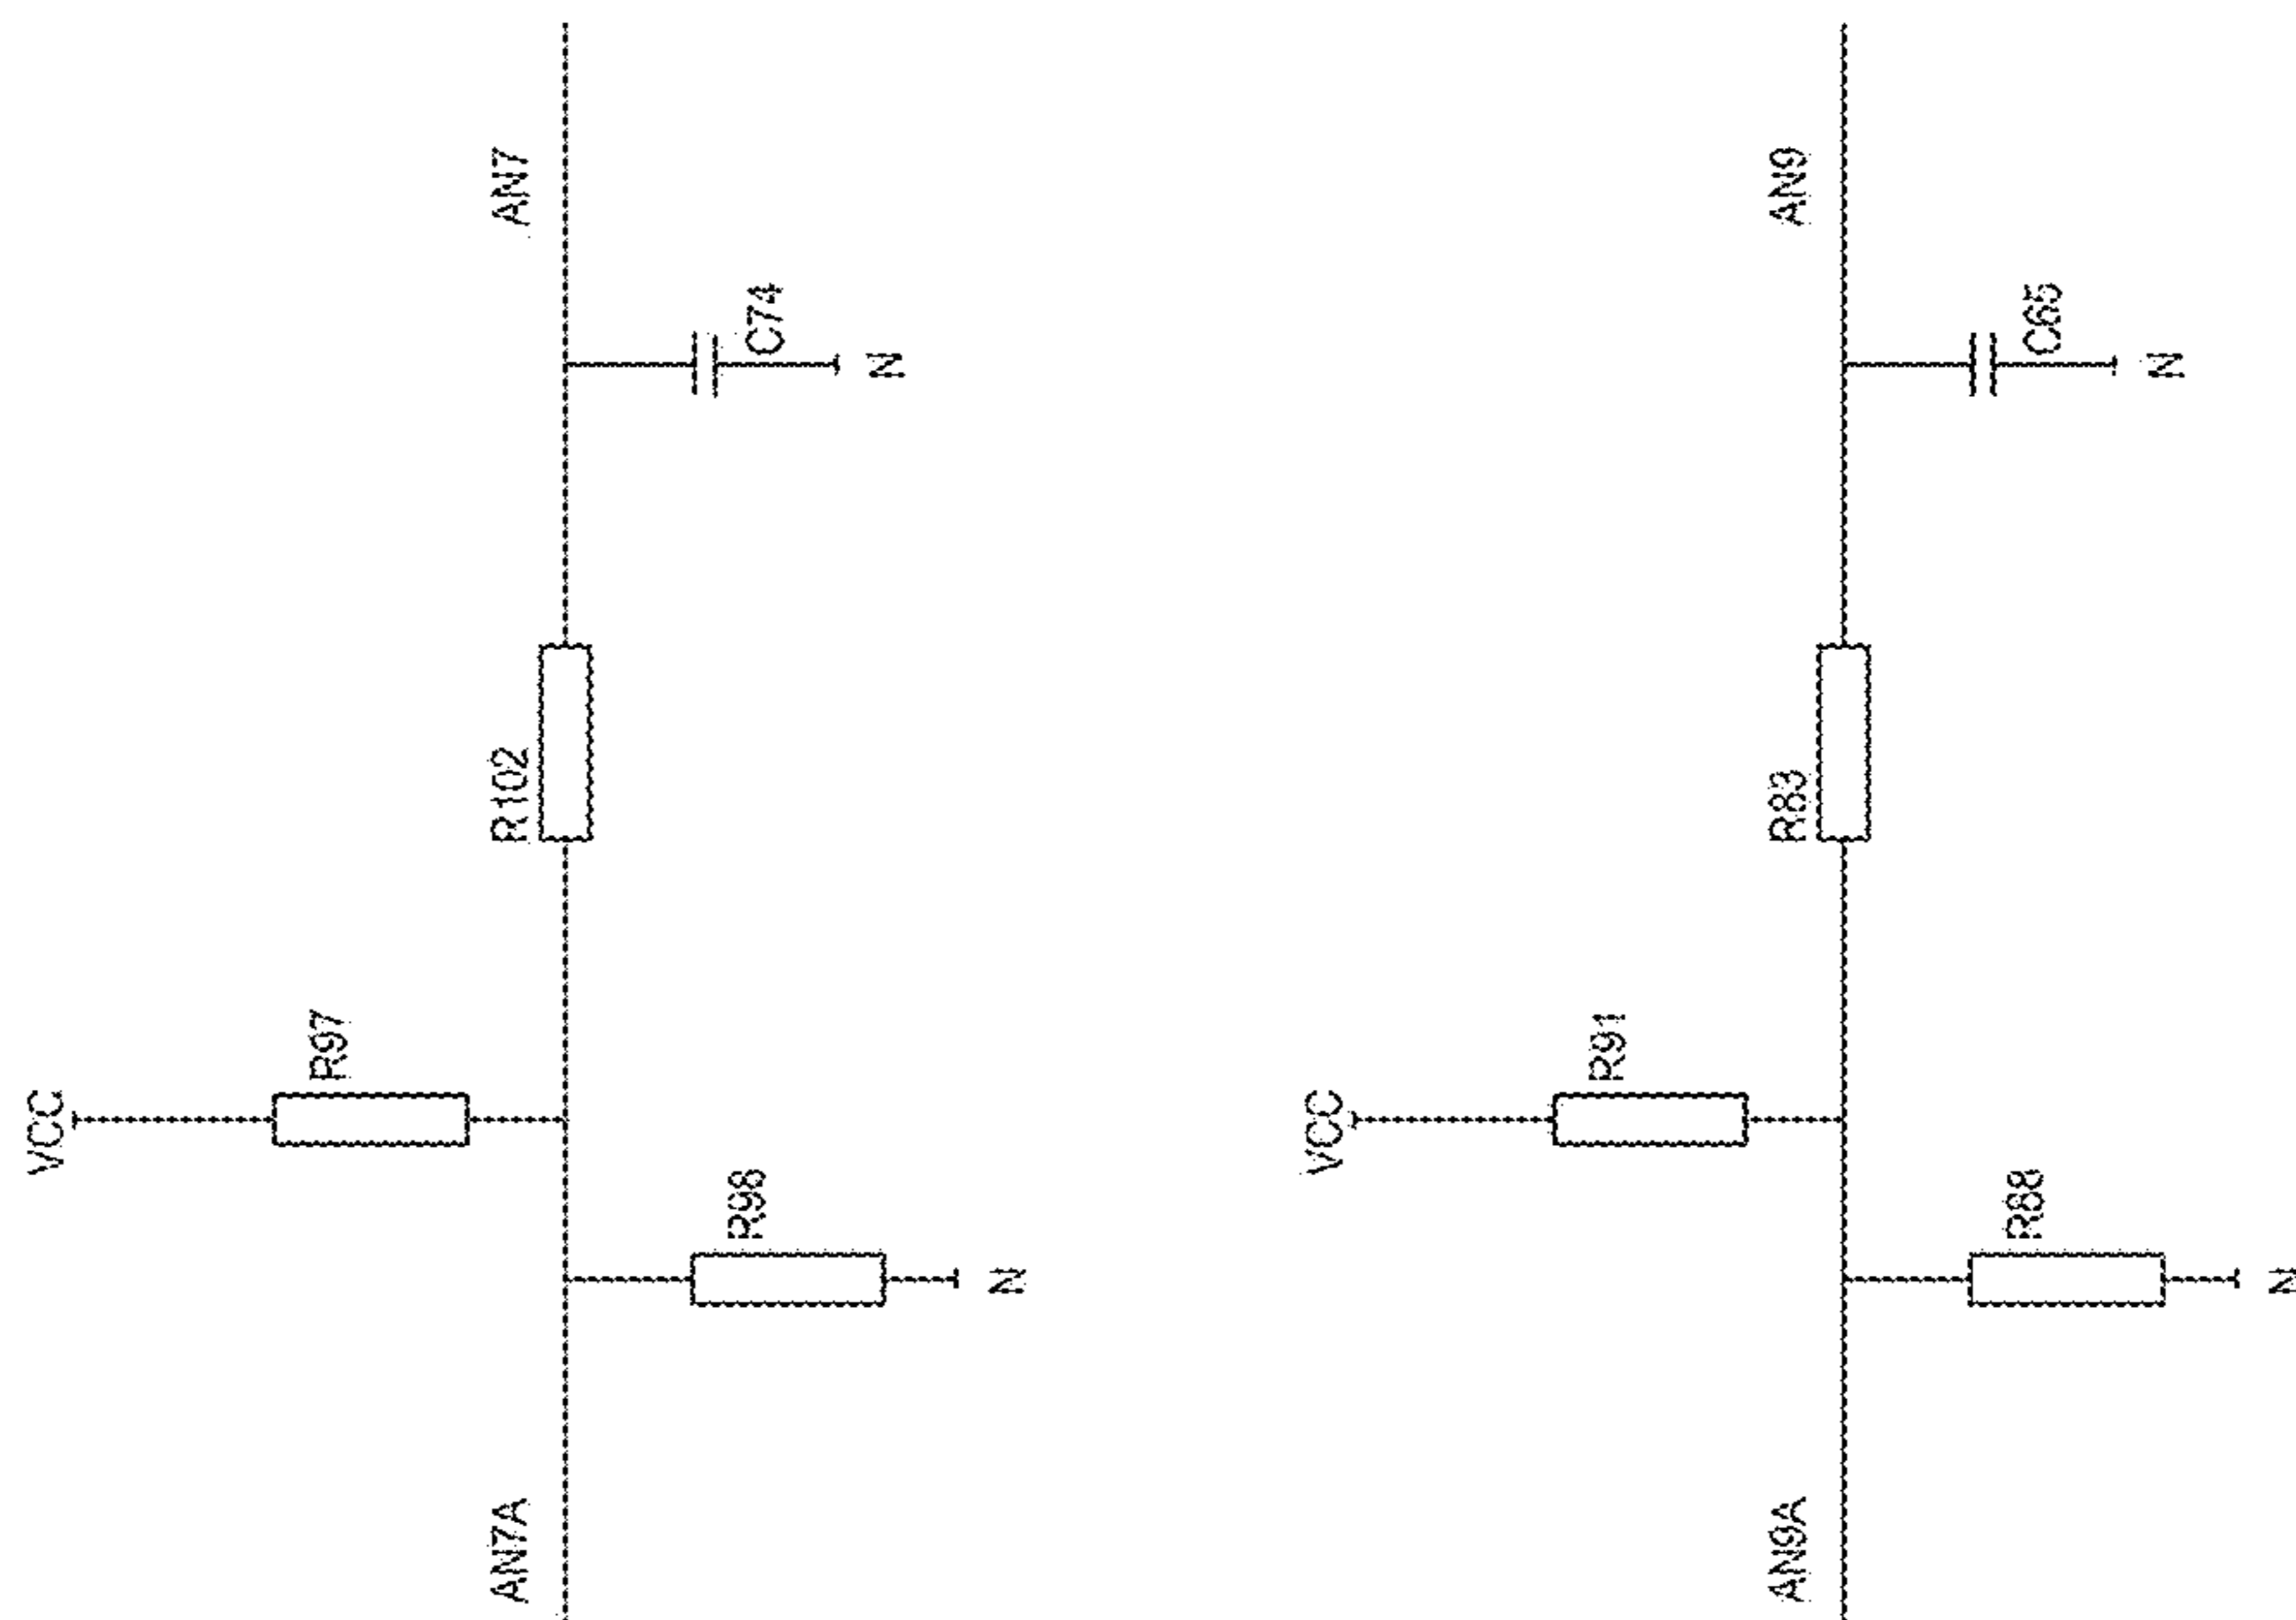 VCC
R97
AN7A
R102
AN7
R98
C74
N
N
VCC
R91
AN9A
R83
AN9
R88
C65
N
N